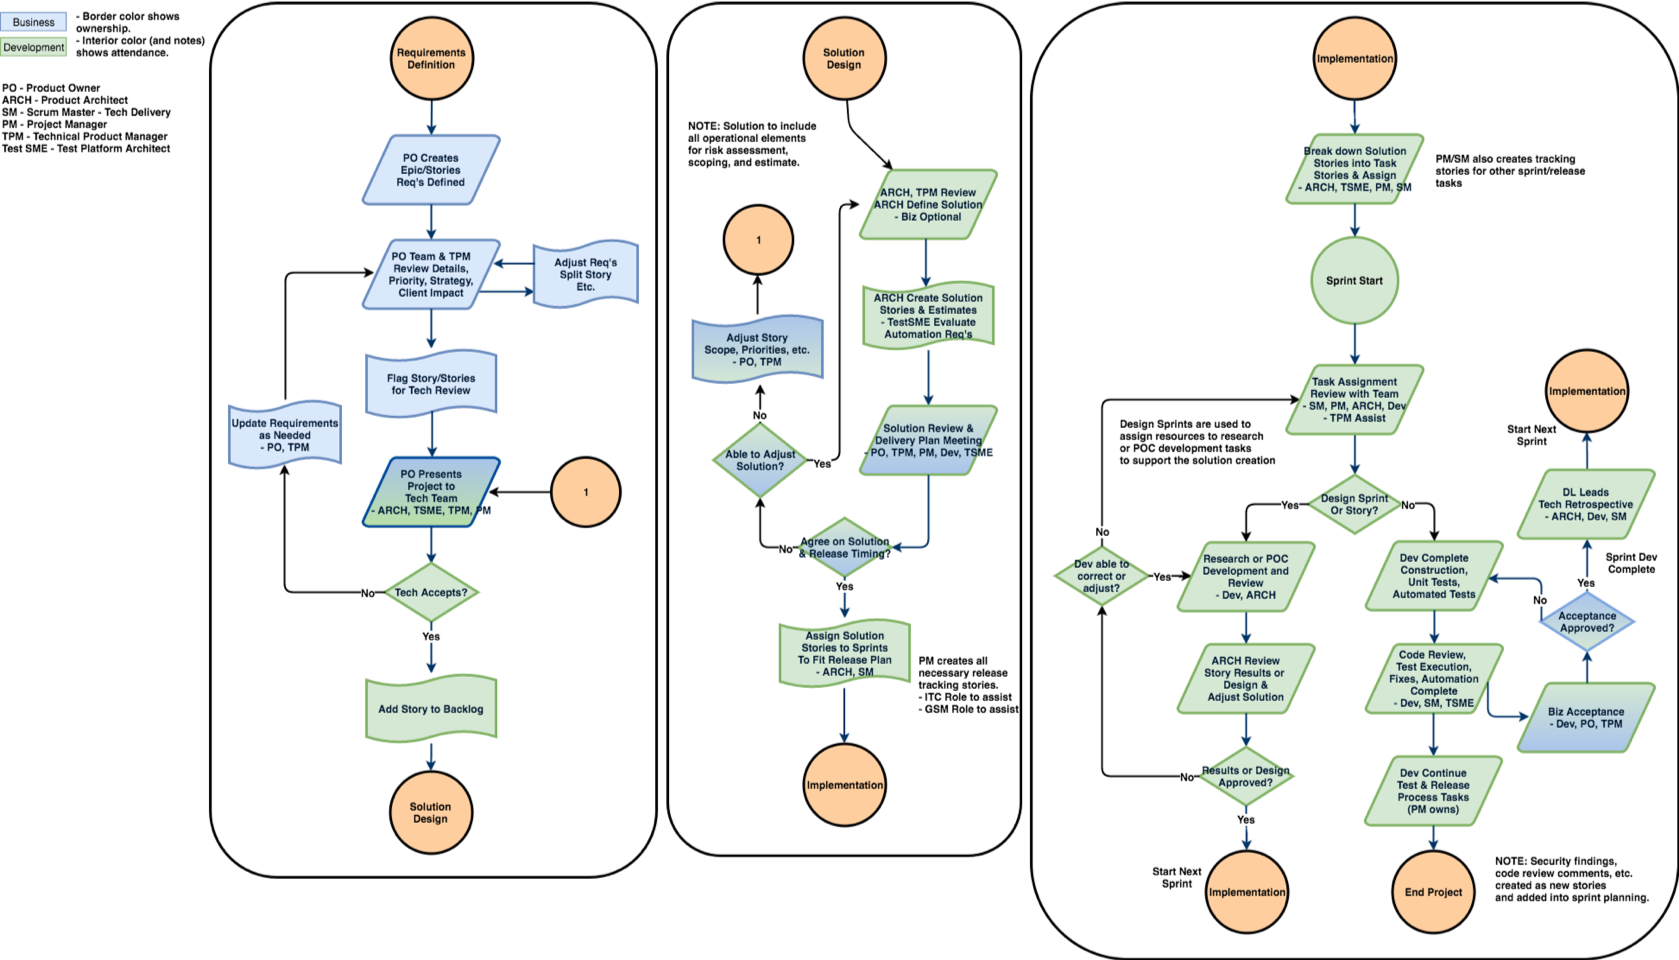 Business
- Border color shows
ownership.
Development
- Interior color (and notes)
shows attendance.
PO - Product Owner
ARCH - Product Architect
SM - Scrum Master - Tech Delivery
PM - Project Manager
TPM - Technical Product Manager
Test SME - Test Platform Architect
Requirements
Definition
PO Creates
Epic/Stories
Req's Defined
PO Team & TPM
Review Details,
Priority, Strategy,
Client Impact
Adjust Req's
Split Story
Etc.
Flag Story/Stories
for Tech Review
Update Requirements
as Needed
- PO, TPM
PO Presents
Project to
Tech Team
- ARCH, TSME, TPM, PM
1
Tech Accepts?
No
Yes
Add Story to Backlog
Solution
Design
Solution
Design
NOTE: Solution to include
all operational elements
for risk assessment,
scoping, and estimate.
ARCH, TPM Review
ARCH Define Solution
- Biz Optional
1
ARCH Create Solution
Stories & Estimates
- TestSME Evaluate
Automation Req's
Adjust Story
Scope, Priorities, etc.
- PO, TPM
No
Able to Adjust
Solution?
Yes
Solution Review &
Delivery Plan Meeting
- PO, TPM, PM, Dev, TSME
Agree on Solution
& Release Timing?
No
Yes
Assign Solution
Stories to Sprints
To Fit Release Plan
- ARCH, SM
PM creates all
necessary release
tracking stories.
- ITC Role to assist
- GSM Role to assist
Implementation
Implementation
Break down Solution
Stories into Task
Stories & Assign
- ARCH, TSME, PM, SM
PM/SM also creates tracking
stories for other sprint/release
tasks
Sprint Start
Task Assignment
Review with Team
- SM, PM, ARCH, Dev
- TPM Assist
Design Sprints are used to
assign resources to research
or POC development tasks
to support the solution creation
Design Sprint
Or Story?
Yes
No
Dev able to
correct or
adjust?
No
Yes
Research or POC
Development and
Review
- Dev, ARCH
ARCH Review
Story Results or
Design &
Adjust Solution
Results or Design
Approved?
No
Yes
Start Next
Sprint
Implementation
Dev Complete
Construction,
Unit Tests,
Automated Tests
Code Review,
Test Execution,
Fixes, Automation
Complete
- Dev, SM, TSME
Dev Continue
Test & Release
Process Tasks
(PM owns)
End Project
Implementation
Start Next
Sprint
DL Leads
Tech Retrospective
- ARCH, Dev, SM
Sprint Dev
Complete
Yes
No
Acceptance
Approved?
Biz Acceptance
- Dev, PO, TPM
NOTE: Security findings,
code review comments, etc.
created as new stories
and added into sprint planning.